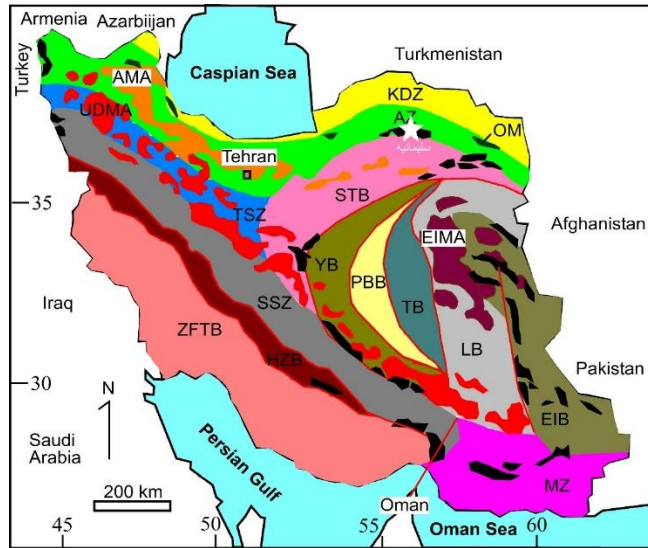 Armenia
Azarbiijan
Turkey
Caspian Sea
Turkmenistan
KDZ
AMA
AZ
UDMA
OM
سلیمانیه
Tehran
35
STB
TSZ
Afghanistan
EIMA
YB
PBB
Iraq
SSZ
TB
ZFTB
LB
HZB
Pakistan
30
N
EIB
Saudi
Arabia
Persian Gulf
MZ
200 km
Oman
Oman Sea
45
50
55
60